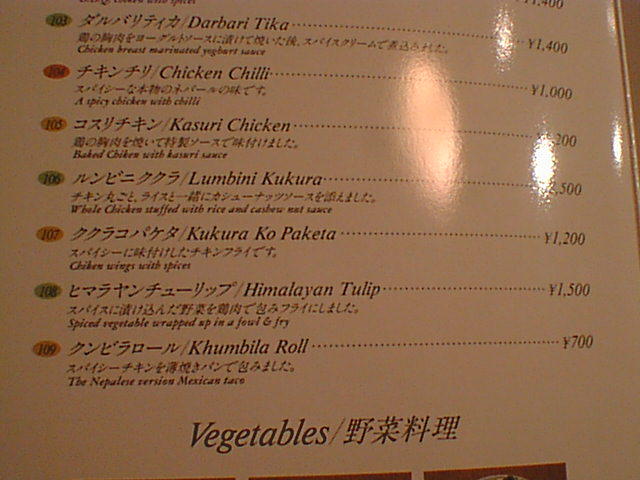 ¥1,400
103 ダルバリティカ/Darbari Tika ¥1,400
鶏の胸肉をヨーグルトソースに漬けて焼いた後、スパイスクリームで煮込みました。
Chicken breast marinated yoghurt sauce
104 チキンチリ/Chicken Chilli ¥1,000
スパイシーな本物のネパールの味です。
A spicy chicken with chilli
105 コスリチキン/Kasuri Chicken 200
鶏の胸肉を焼いて特製ソースで味付けました。
Baked Chiken with kasuri sauce
106 ルンビニククラ/Lumbini Kukura ,500
チキン丸ごと、ライスと一緒にカシューナッツソースを添えました。
Whole Chicken stuffed with rice and cashew nut sauce
107 ククラコパケタ/Kukura Ko Paketa ¥1,200
スパイシーに味付けしたチキンフライです。
Chiken wings with spices
108 ヒマラヤンチューリップ/Himalayan Tulip ¥1,500
スパイスに漬け込んだ野菜を鶏肉で包みフライにしました。
Spiced vegetable wrapped up in a fowl & fry
109 クンビラロール/Khumbila Roll ¥700
スパイシーチキンを薄焼きパンで包みました。
The Nepalese version Mexican taco
Vegetables/野菜料理